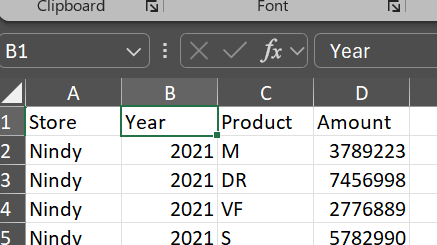 Clipboard Font
B1 fx Year
A B C D
1 Store Year Product Amount
2 Nindy 2021 M 3789223
3 Nindy 2021 DR 7456998
4 Nindy 2021 VF 2776889
5 Nindy 2021 S 5782990